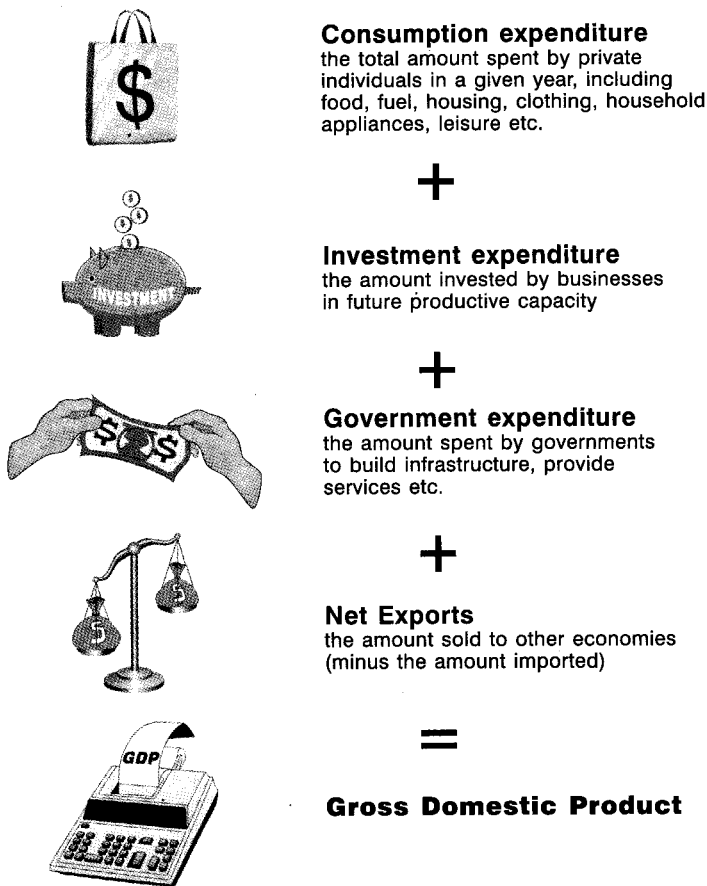 $
Consumption expenditure
the total amount spent by private
individuals in a given year, including
food, fuel, housing, clothing, household
appliances, leisure etc.
+
$ $ $ $
INVESTMENT
Investment expenditure
the amount invested by businesses
in future productive capacity
+
$ $
Government expenditure
the amount spent by governments
to build infrastructure, provide
services etc.
+
$ $
Net Exports
the amount sold to other economies
(minus the amount imported)
=
GDP
Gross Domestic Product